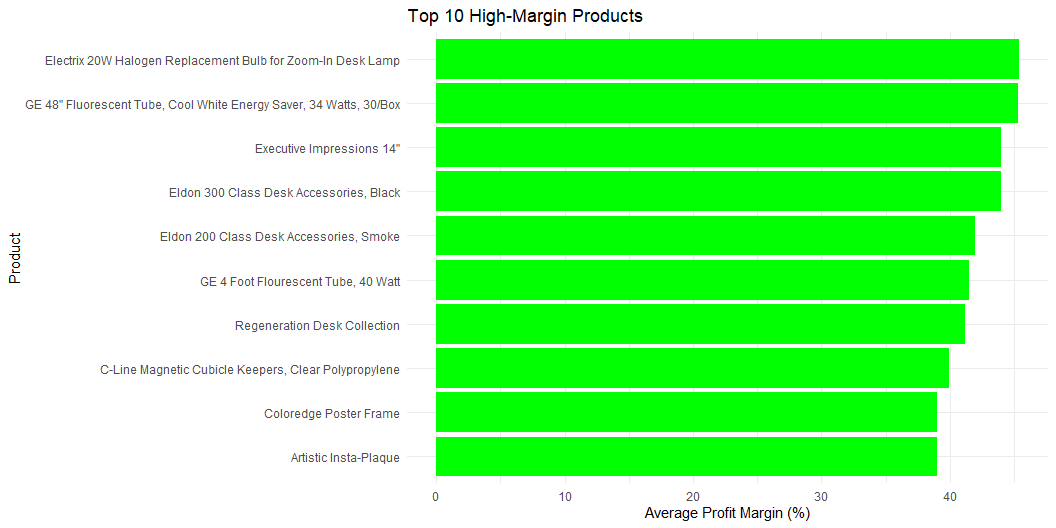 Top 10 High-Margin Products
Product
Electrix 20W Halogen Replacement Bulb for Zoom-In Desk Lamp
GE 48" Fluorescent Tube, Cool White Energy Saver, 34 Watts, 30/Box
Executive Impressions 14"
Eldon 300 Class Desk Accessories, Black
Eldon 200 Class Desk Accessories, Smoke
GE 4 Foot Flourescent Tube, 40 Watt
Regeneration Desk Collection
C-Line Magnetic Cubicle Keepers, Clear Polypropylene
Coloredge Poster Frame
Artistic Insta-Plaque
0 10 20 30 40
Average Profit Margin (%)